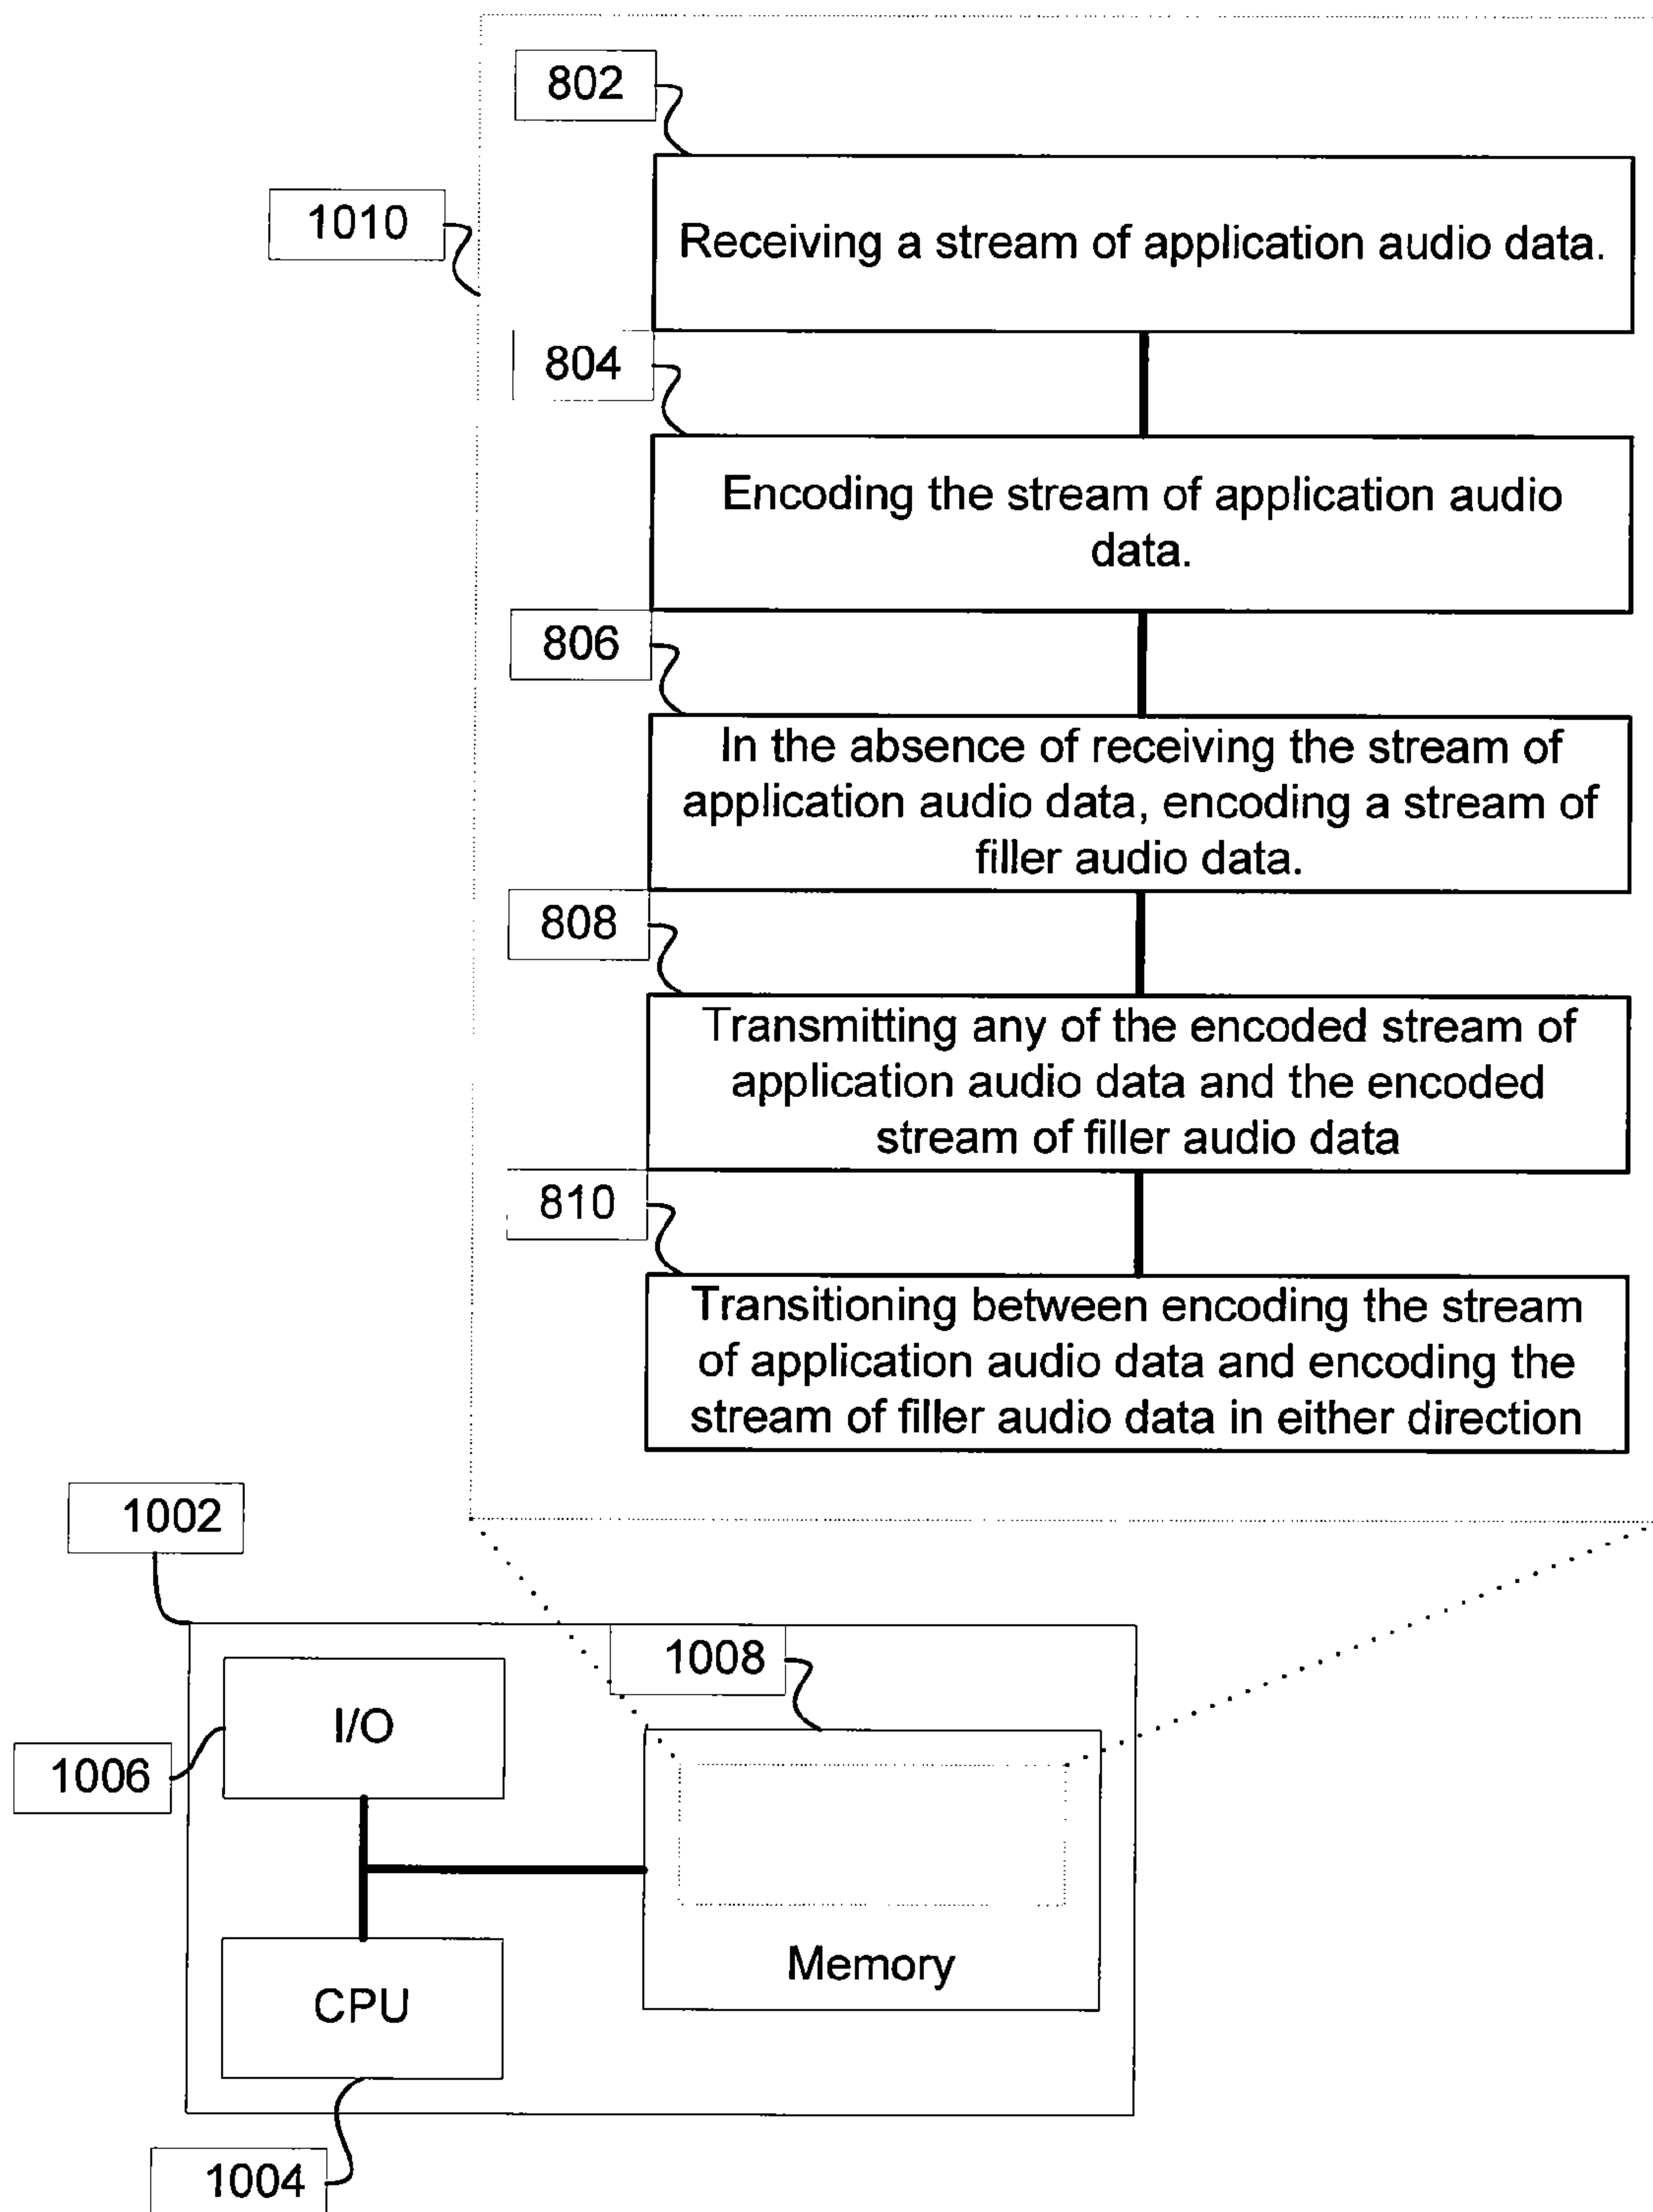 802
1010
Receiving a stream of application audio data.
804
Encoding the stream of application audio
data.
806
In the absence of receiving the stream of
application audio data, encoding a stream of
filler audio data.
808
Transmitting any of the encoded stream of
application audio data and the encoded
stream of filler audio data
810
Transitioning between encoding the stream
of application audio data and encoding the
stream of filler audio data in either direction
1002
1008
I/O
1006
Memory
CPU
1004